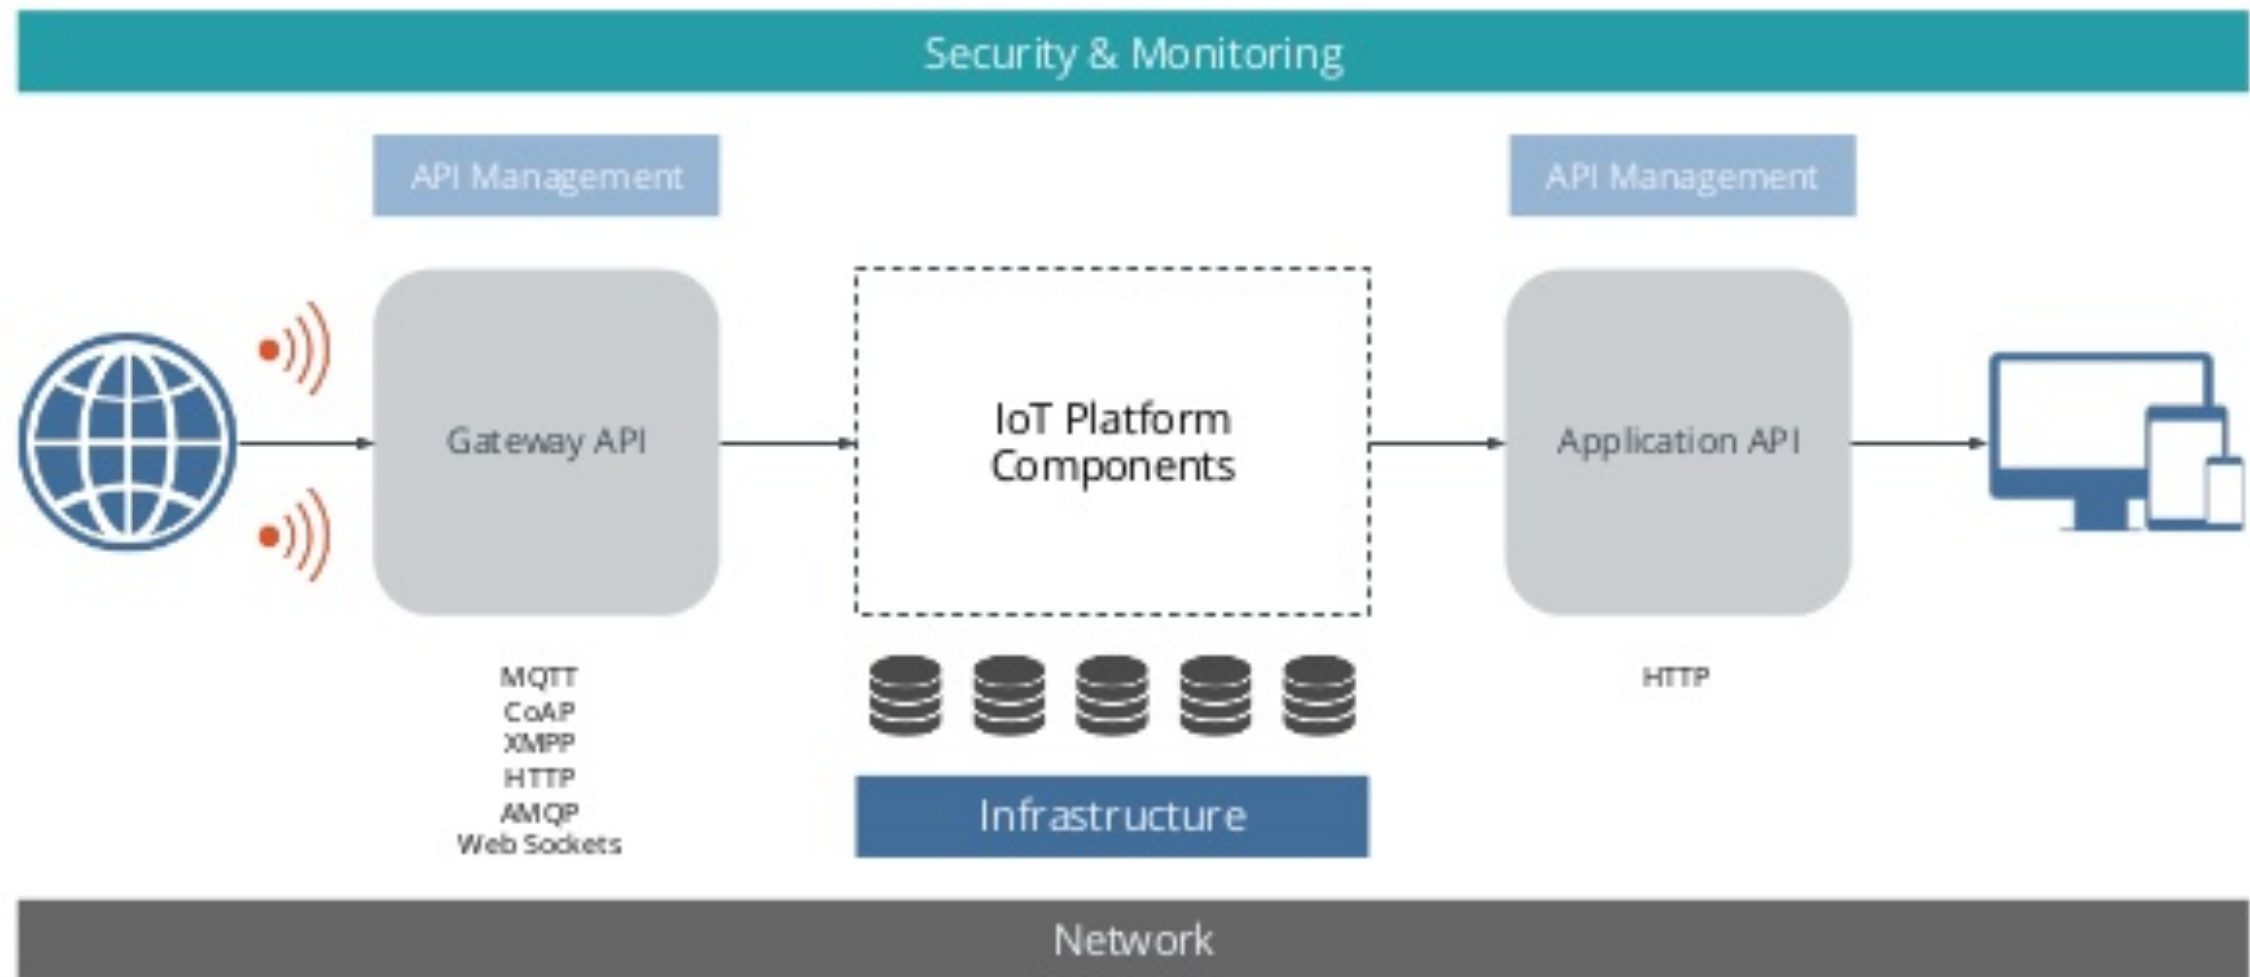 Security & Monitoring
API Management
API Management
Gateway API
IoT Platform
Components
Application API
MQTT
CoAP
XMPP
HTTP
AMQP
Web Sockets
HTTP
Infrastructure
Network